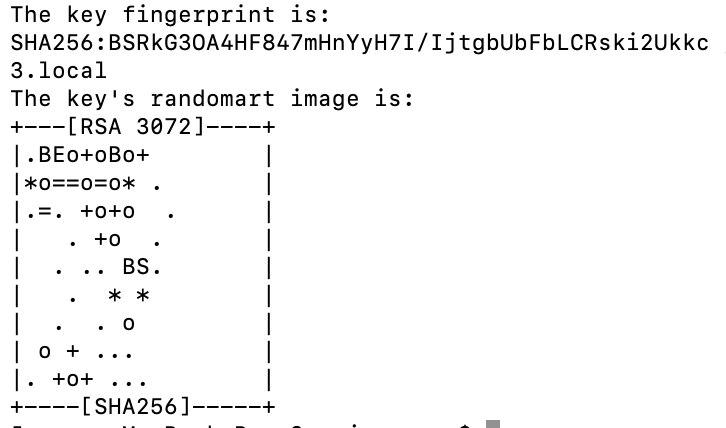 The key fingerprint is:
SHA256:BSRkG3OA4HF847mHnYyH7I/IjtgbUbFbLCRski2Ukkc
3.local
The key's randomart image is:
+---[RSA 3072]----+
|.BEo+oBo+        |
|*o==o=o* .       |
|.=. +o+o  .      |
|   . +o  .       |
|  . .. BS.       |
|   .  * *        |
|  .  . o         |
| o + ...         |
|. +o+ ...        |
+----[SHA256]-----+